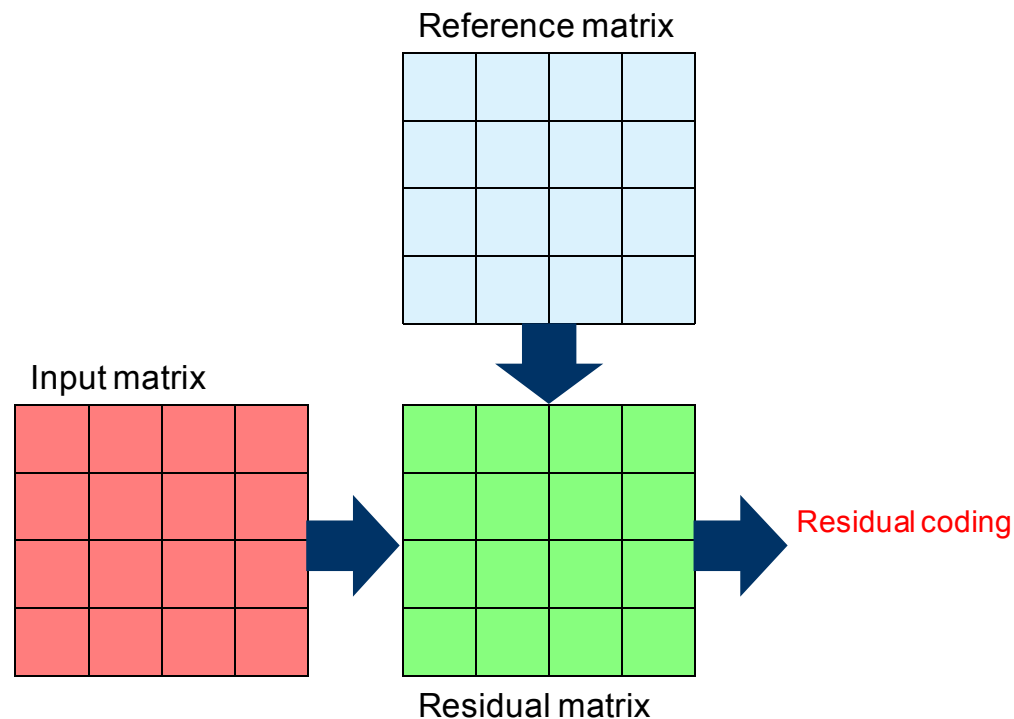 Reference matrix
Input matrix
Residual coding
Residual matrix